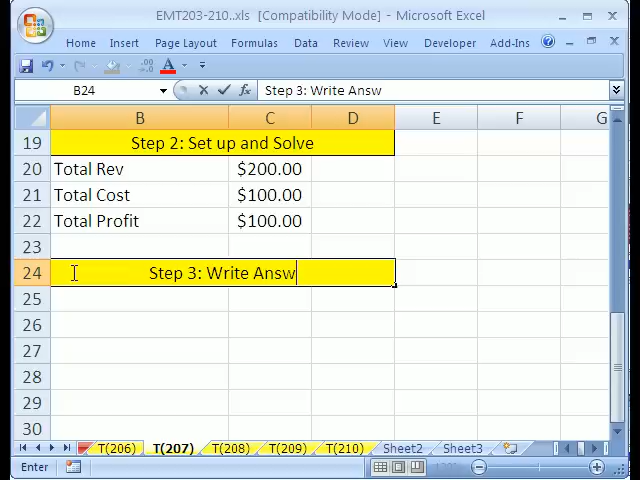 EMT203-210..xls [Compatibility Mode] - Microsoft Excel
Home Insert Page Layout Formulas Data Review View Developer Add-Ins
B24 Step 3: Write Answ
B C D E F G
19 Step 2: Set up and Solve
20 Total Rev $200.00
21 Total Cost $100.00
22 Total Profit $100.00
23
24 Step 3: Write Answ
25
26
27
28
29
30
T(206) T(207) T(208) T(209) T(210) Sheet2 Sheet3
Enter